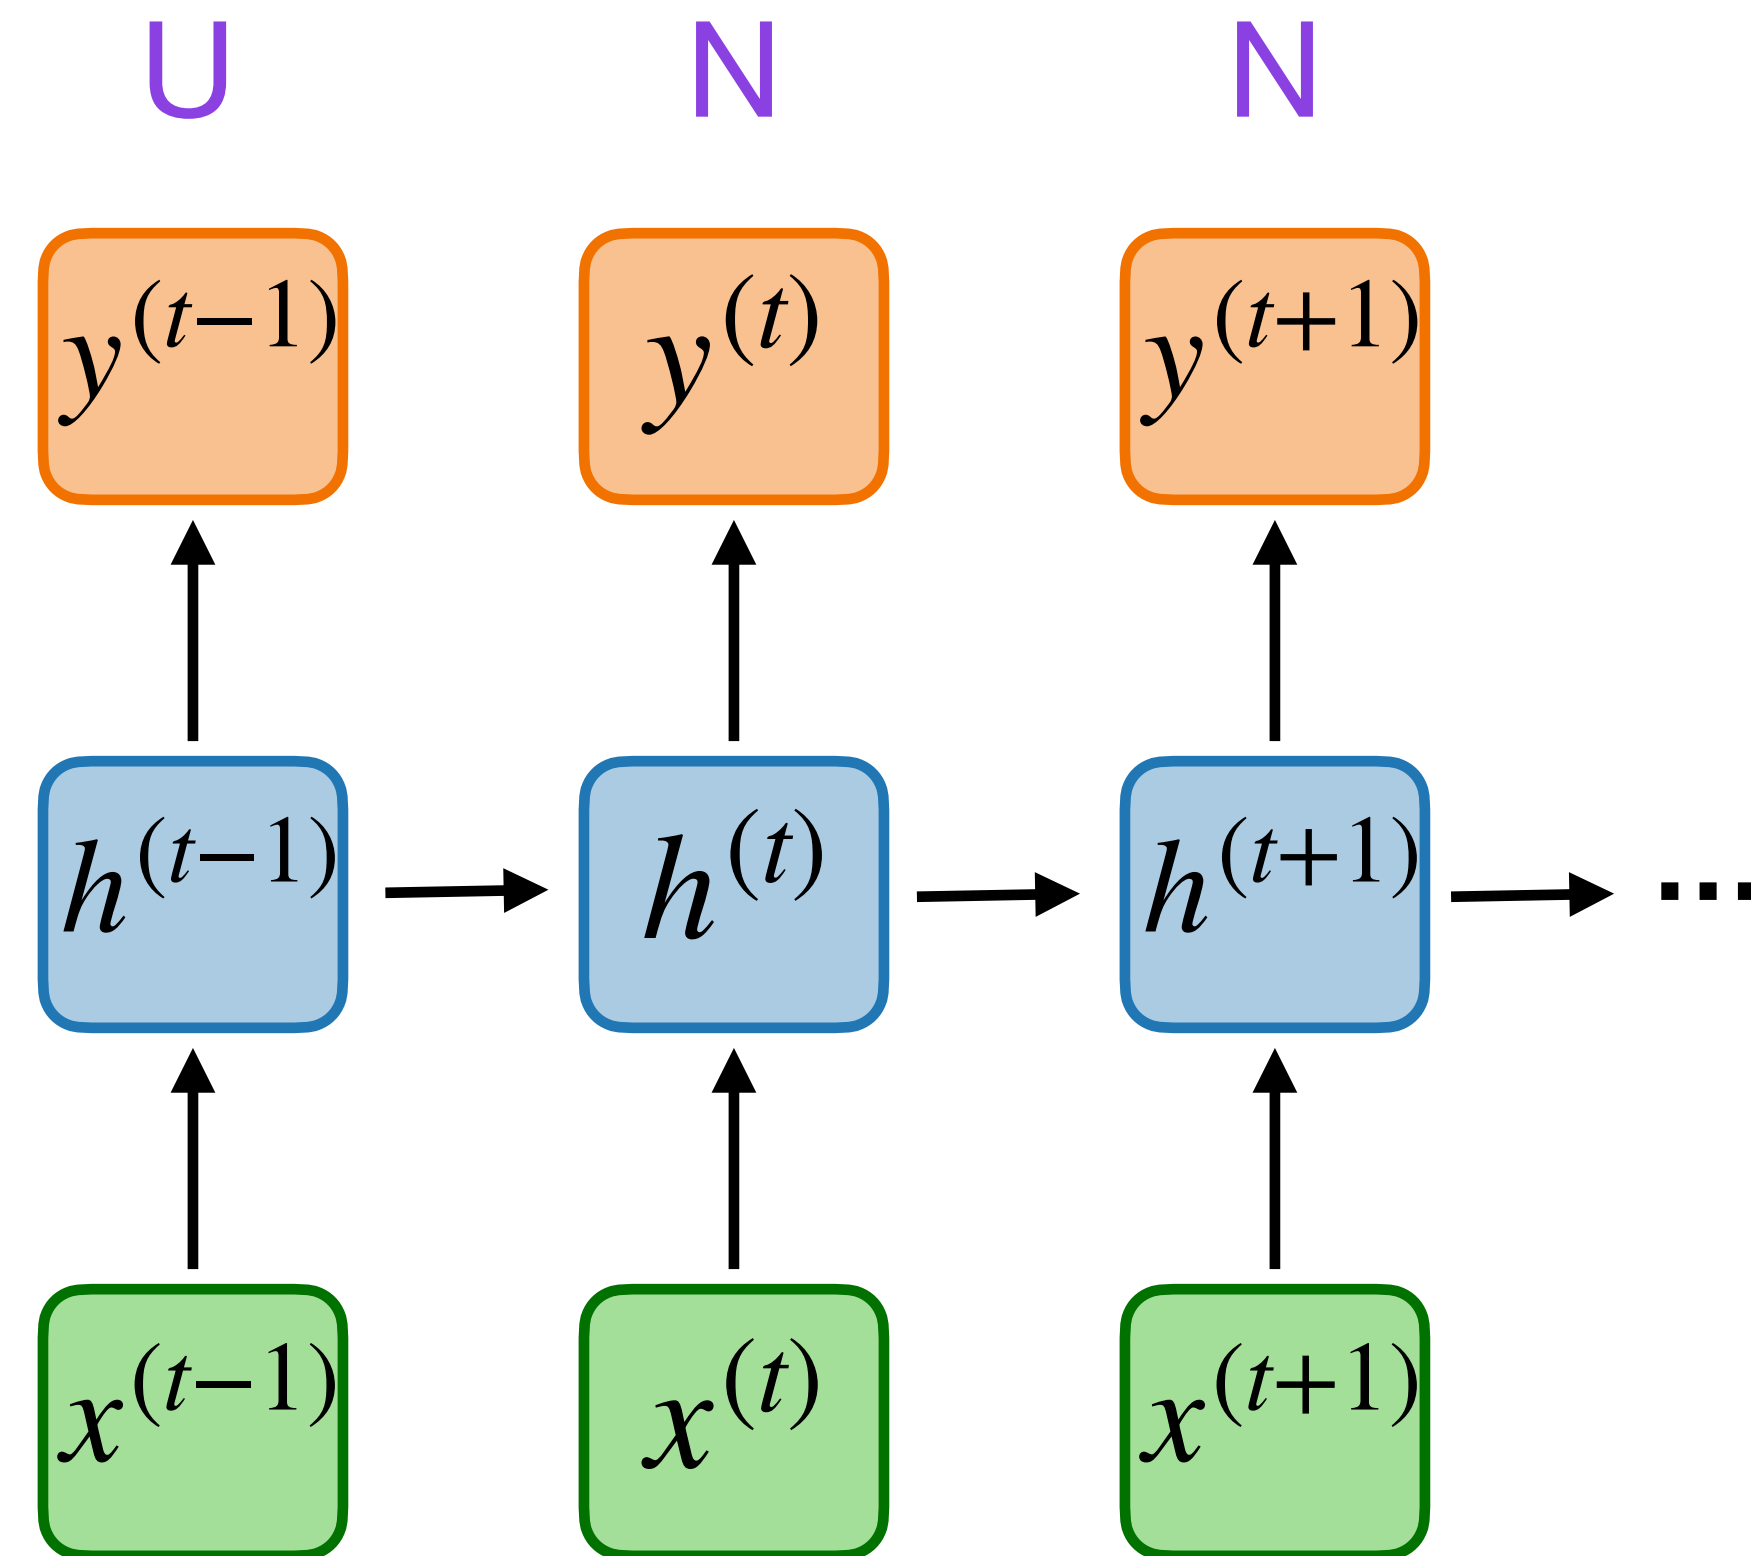 U N N
y^(t−1) y^(t) y^(t+1)
h^(t−1) h^(t) h^(t+1) ...
x^(t−1) x^(t) x^(t+1)